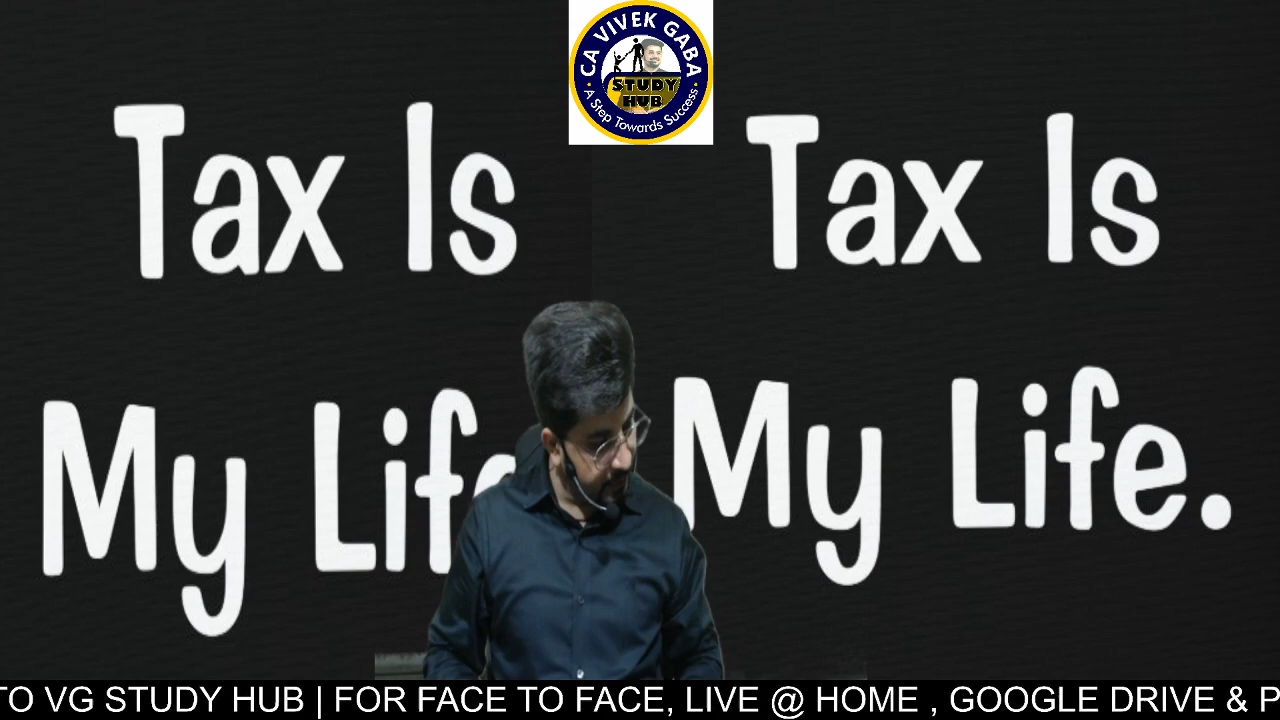 CA VIVEK GABA
STUDY
HUB
A Step Towards Success
Tax Is
My Life
Tax Is
My Life.
TO VG STUDY HUB | FOR FACE TO FACE, LIVE @ HOME , GOOGLE DRIVE & P